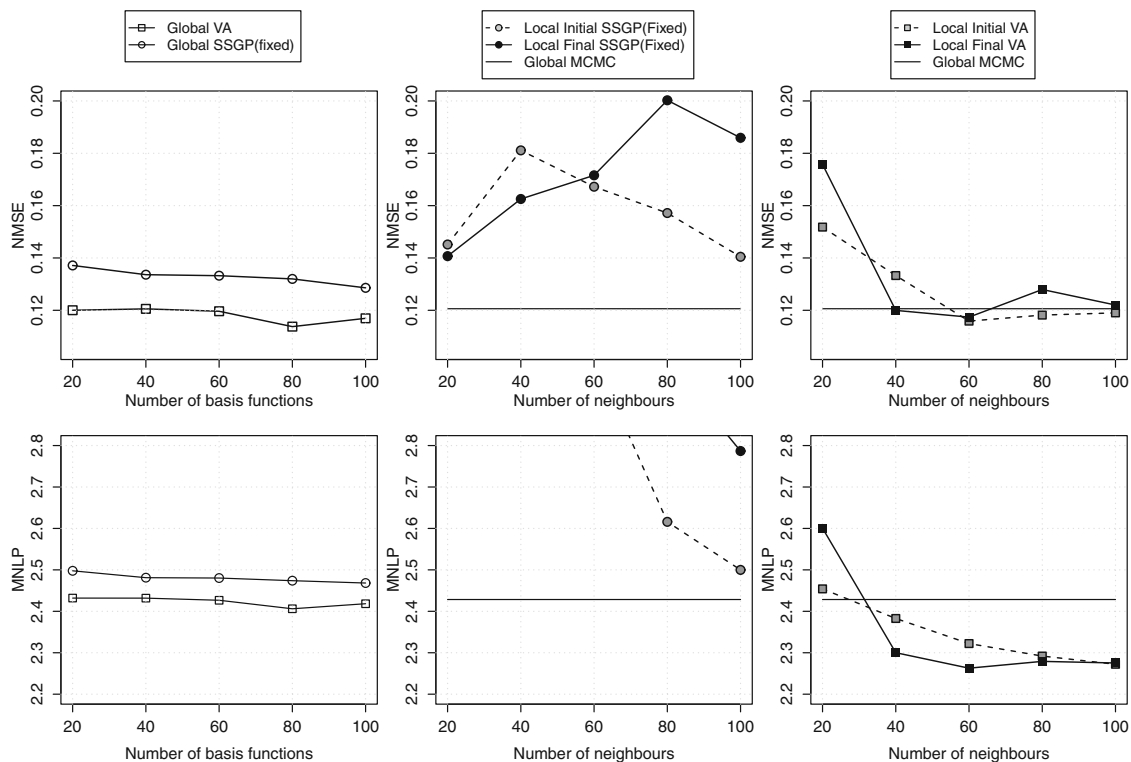 Global VA
Global SSGP(fixed)
Local Initial SSGP(Fixed)
Local Final SSGP(Fixed)
Global MCMC
Local Initial VA
Local Final VA
Global MCMC
NMSE
0.12 0.14 0.16 0.18 0.20
20 40 60 80 100
Number of basis functions
NMSE
0.12 0.14 0.16 0.18 0.20
20 40 60 80 100
Number of neighbours
NMSE
0.12 0.14 0.16 0.18 0.20
20 40 60 80 100
Number of neighbours
MNLP
2.2 2.3 2.4 2.5 2.6 2.7 2.8
20 40 60 80 100
Number of basis functions
MNLP
2.2 2.3 2.4 2.5 2.6 2.7 2.8
20 40 60 80 100
Number of neighbours
MNLP
2.2 2.3 2.4 2.5 2.6 2.7 2.8
20 40 60 80 100
Number of neighbours